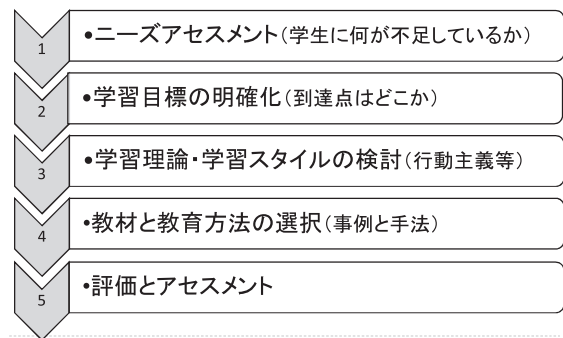 1 •ニーズアセスメント（学生に何が不足しているか）
2 •学習目標の明確化（到達点はどこか）
3 •学習理論・学習スタイルの検討（行動主義等）
4 •教材と教育方法の選択（事例と手法）
5 •評価とアセスメント